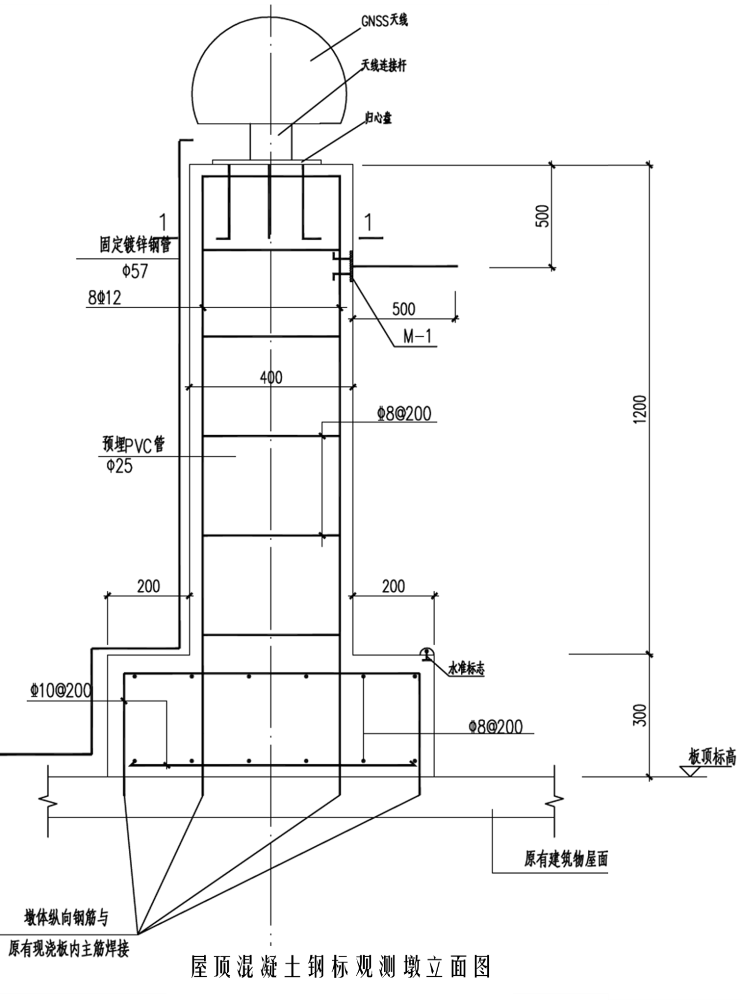 GNSS天线
天线连接杆
归心盘
1
1
500
固定镀锌钢管
Φ57
8Φ12
500
M-1
400
Φ8@200
1200
预埋PVC管
Φ25
200
200
水准标志
Φ10@200
300
Φ8@200
板顶标高
原有建筑物屋面
墩体纵向钢筋与
原有现浇板内主筋焊接
屋顶混凝土钢标观测墩立面图